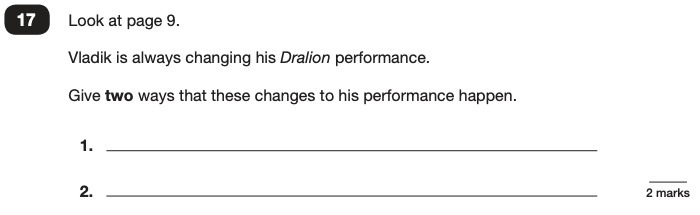 17 Look at page 9.
Vladik is always changing his Dralion performance.
Give two ways that these changes to his performance happen.
1.
2.
2 marks